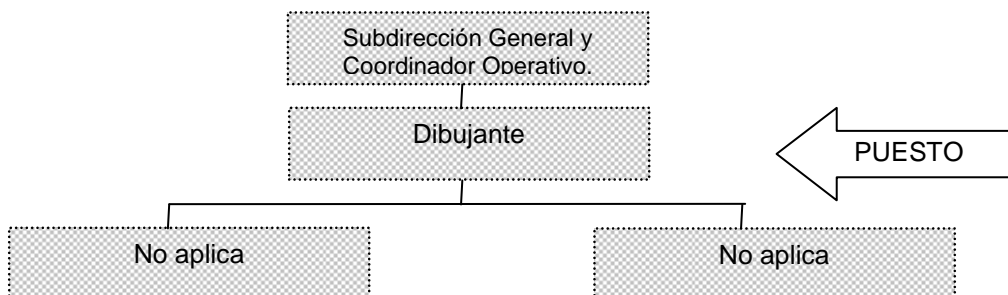 Subdirección General y
Coordinador Operativo.
Dibujante
PUESTO
No aplica
No aplica